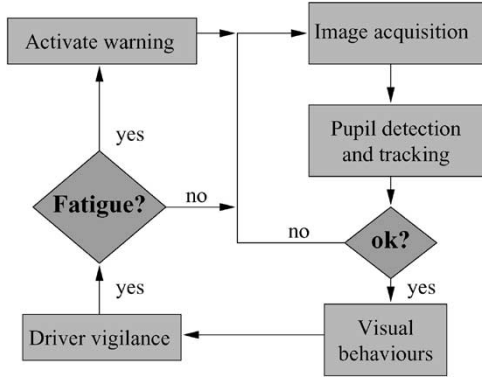 Activate warning
Image acquisition
yes
Pupil detection
and tracking
Fatigue?
no
no
ok?
yes
yes
Driver vigilance
Visual
behaviours